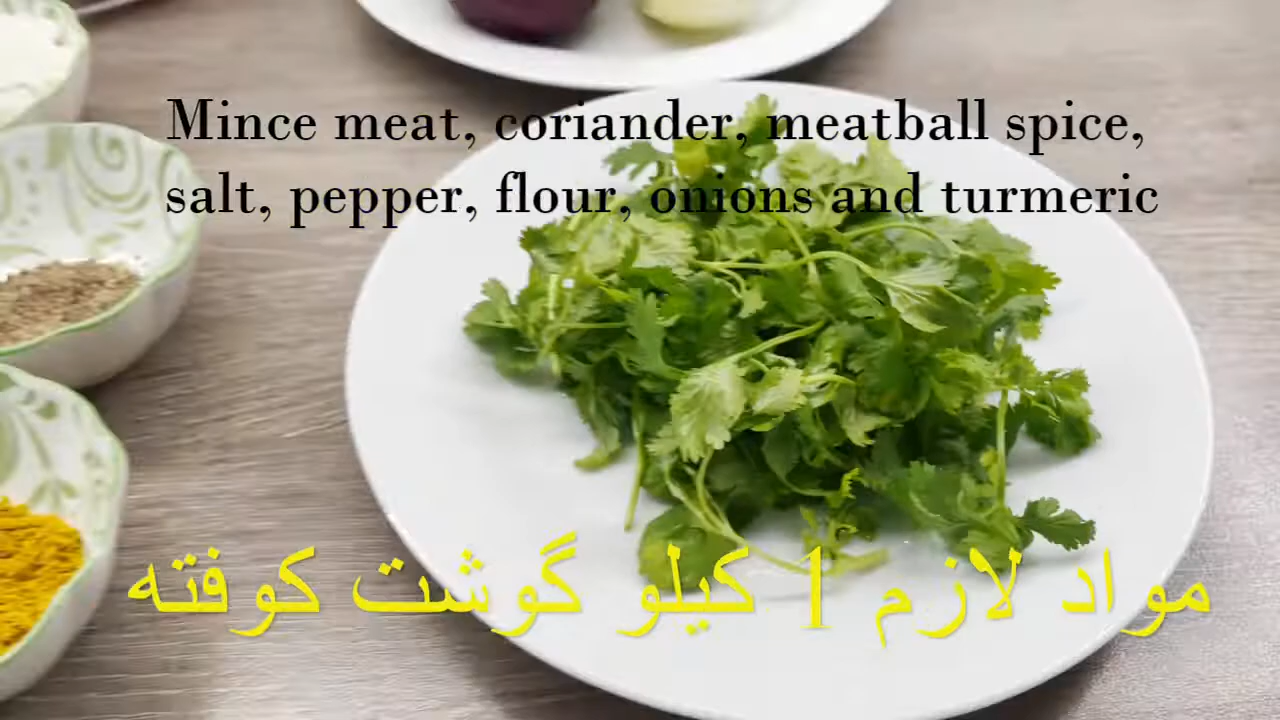 Mince meat, coriander, meatball spice,
salt, pepper, flour, onions and turmeric
مواد لازم 1 کیلو گوشت کوفته